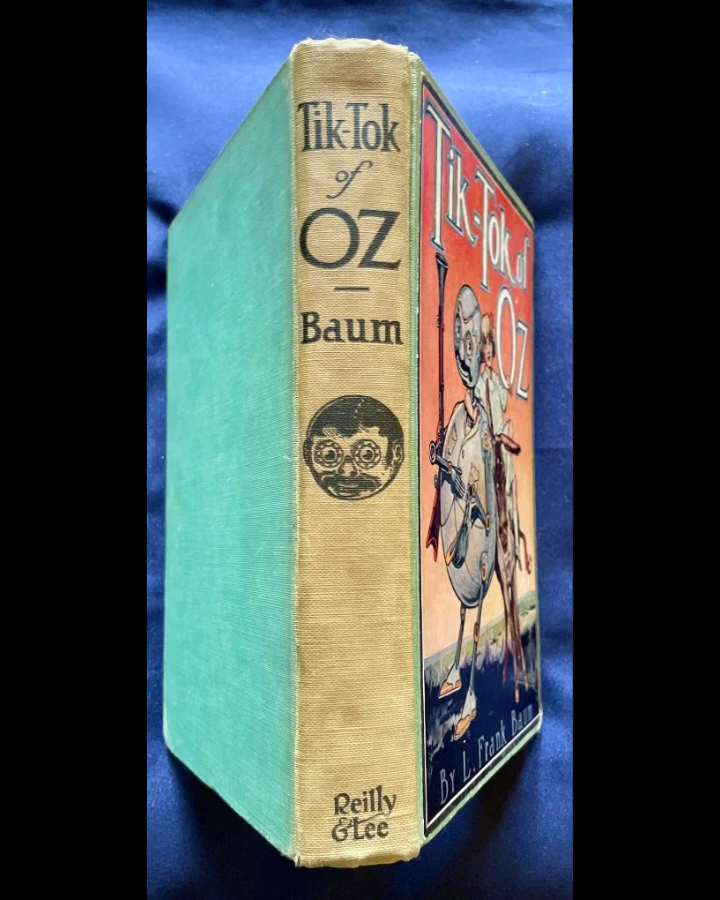 Tik-Tok
of
OZ
Baum
Reilly
& Lee
Tik-Tok of
Oz
By L. Frank Baum